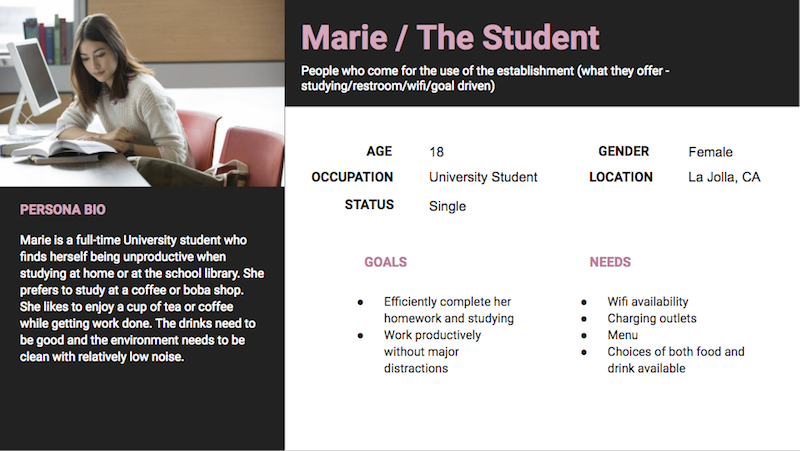 Marie / The Student
People who come for the use of the establishment (what they offer -
studying/restroom/wifi/goal driven)
AGE 18
GENDER Female
OCCUPATION University Student
LOCATION La Jolla, CA
STATUS Single
PERSONA BIO
Marie is a full-time University student who
finds herself being unproductive when
studying at home or at the school library. She
prefers to study at a coffee or boba shop.
She likes to enjoy a cup of tea or coffee
while getting work done. The drinks need to
be good and the environment needs to be
clean with relatively low noise.
GOALS
● Efficiently complete her
homework and studying
● Work productively
without major
distractions
NEEDS
● Wifi availability
● Charging outlets
● Menu
● Choices of both food and
drink available